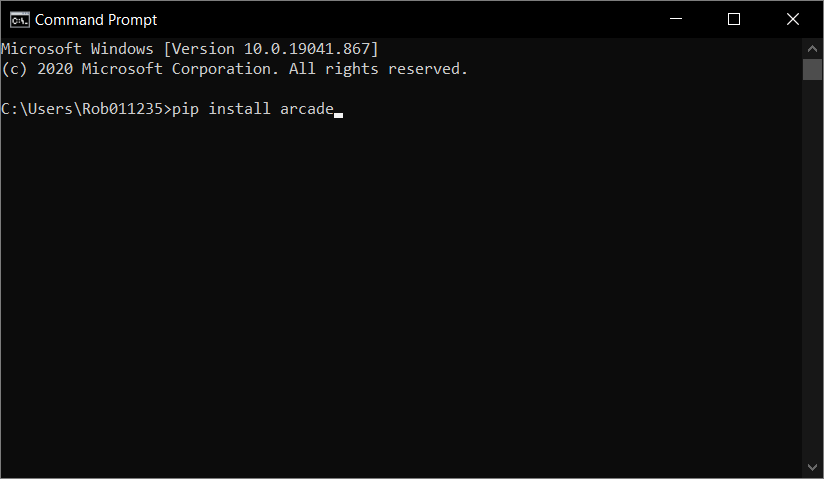 Command Prompt
Microsoft Windows [Version 10.0.19041.867]
(c) 2020 Microsoft Corporation. All rights reserved.
C:\Users\Rob011235>pip install arcade